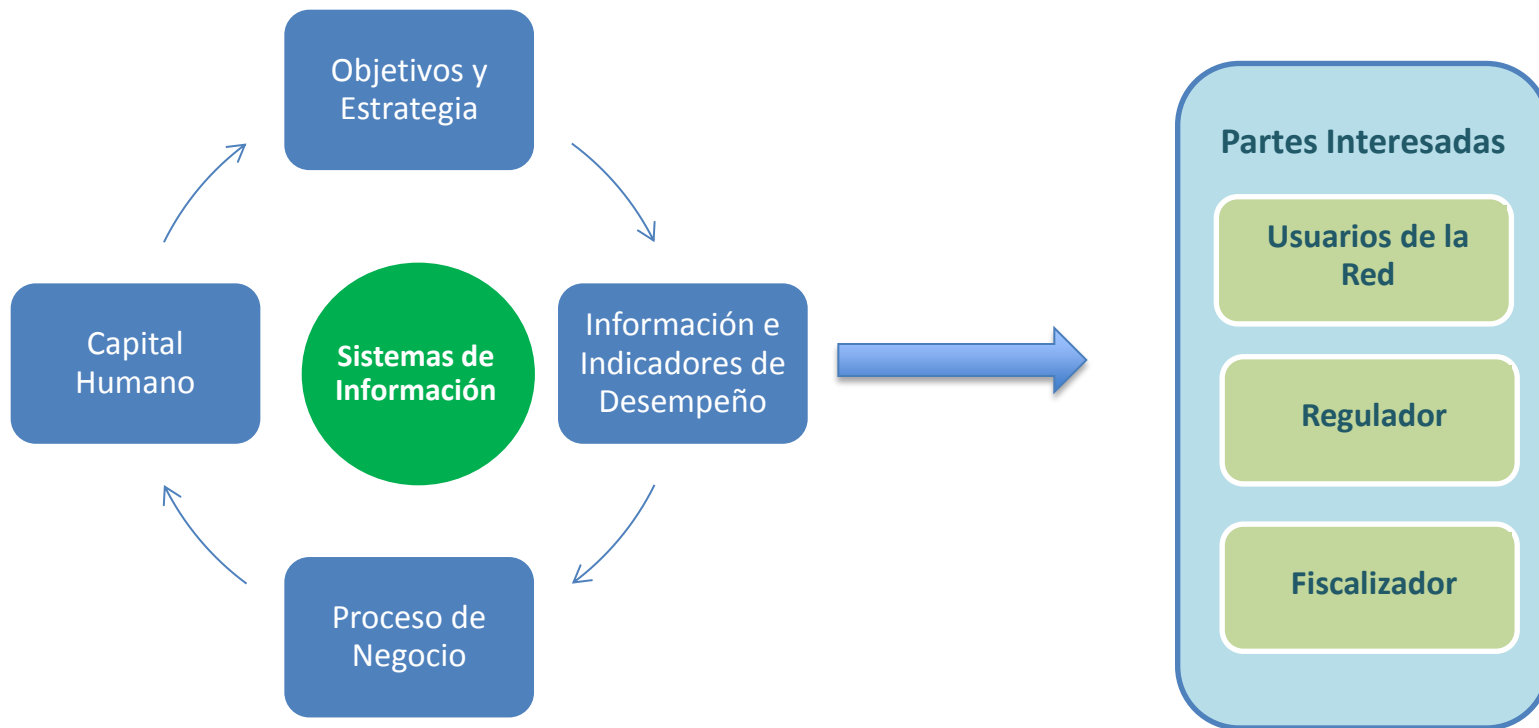 Objetivos y
Estrategia
Capital
Humano
Sistemas de
Información
Información e
Indicadores de
Desempeño
Proceso de
Negocio
Partes Interesadas
Usuarios de la
Red
Regulador
Fiscalizador